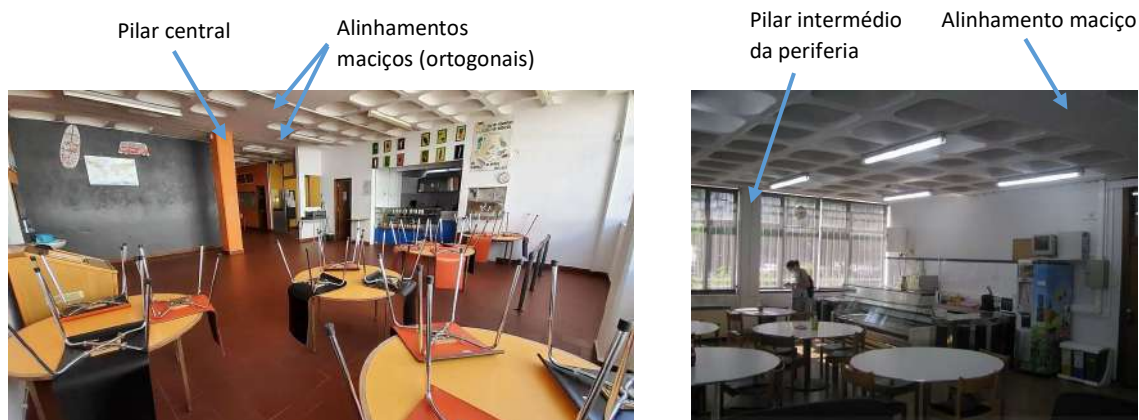 Pilar central
Alinhamentos
maciços (ortogonais)
Pilar intermédio
da periferia
Alinhamento maciço